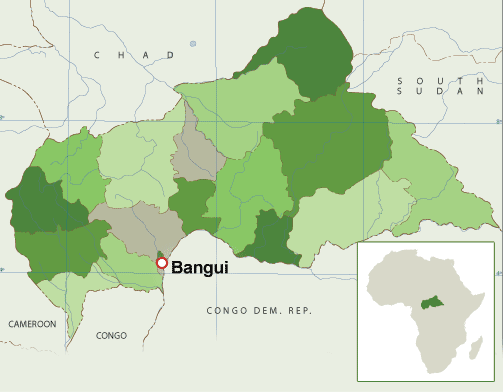 CHAD
SOUTH
SUDAN
Bangui
CONGO DEM. REP.
CAMEROON
CONGO